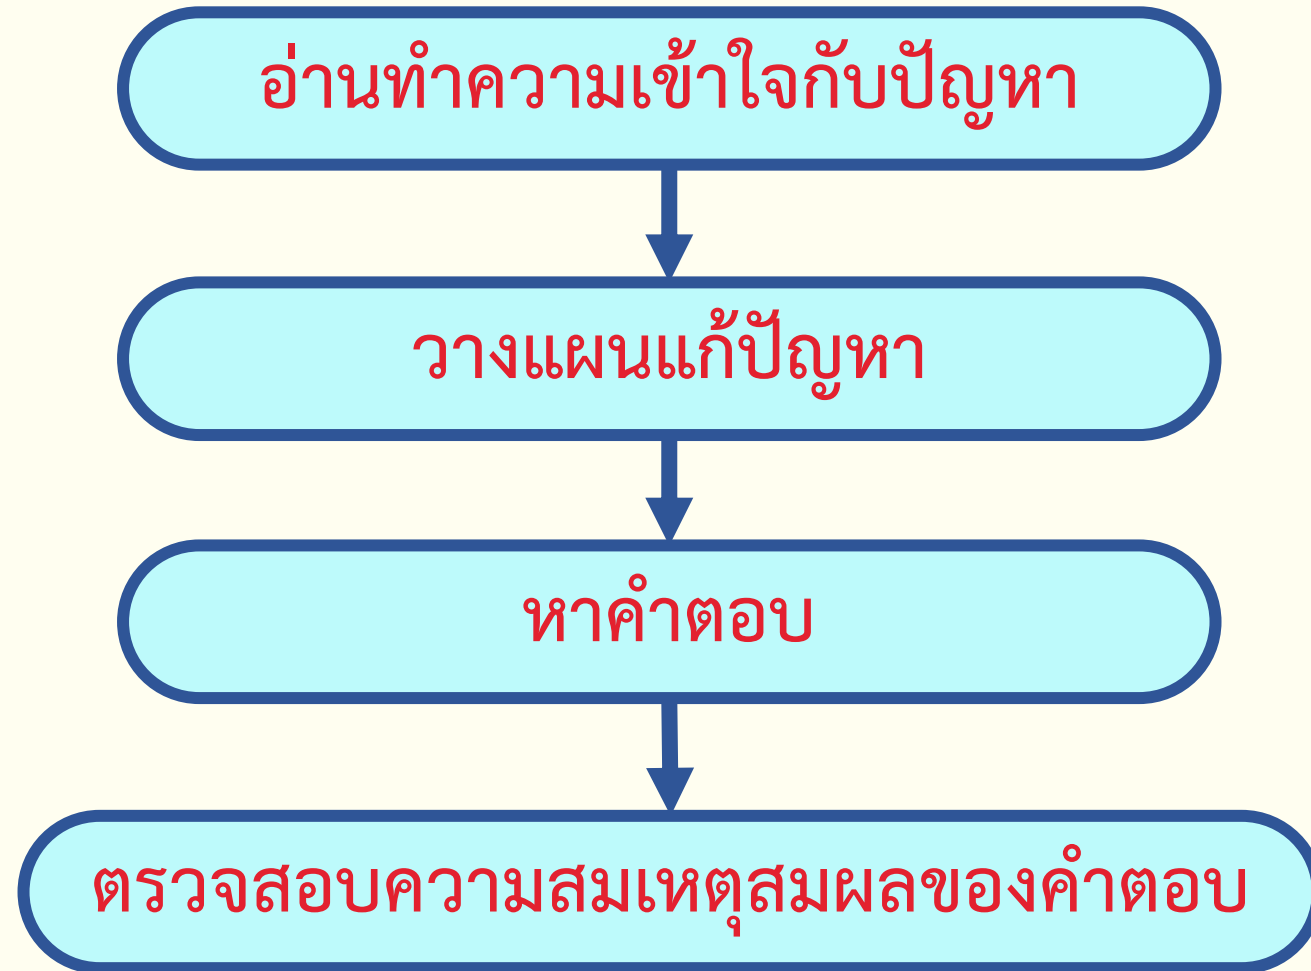 อ่านทำความเข้าใจกับปัญหา
วางแผนแก้ปัญหา
หาคำตอบ
ตรวจสอบความสมเหตุสมผลของคำตอบ